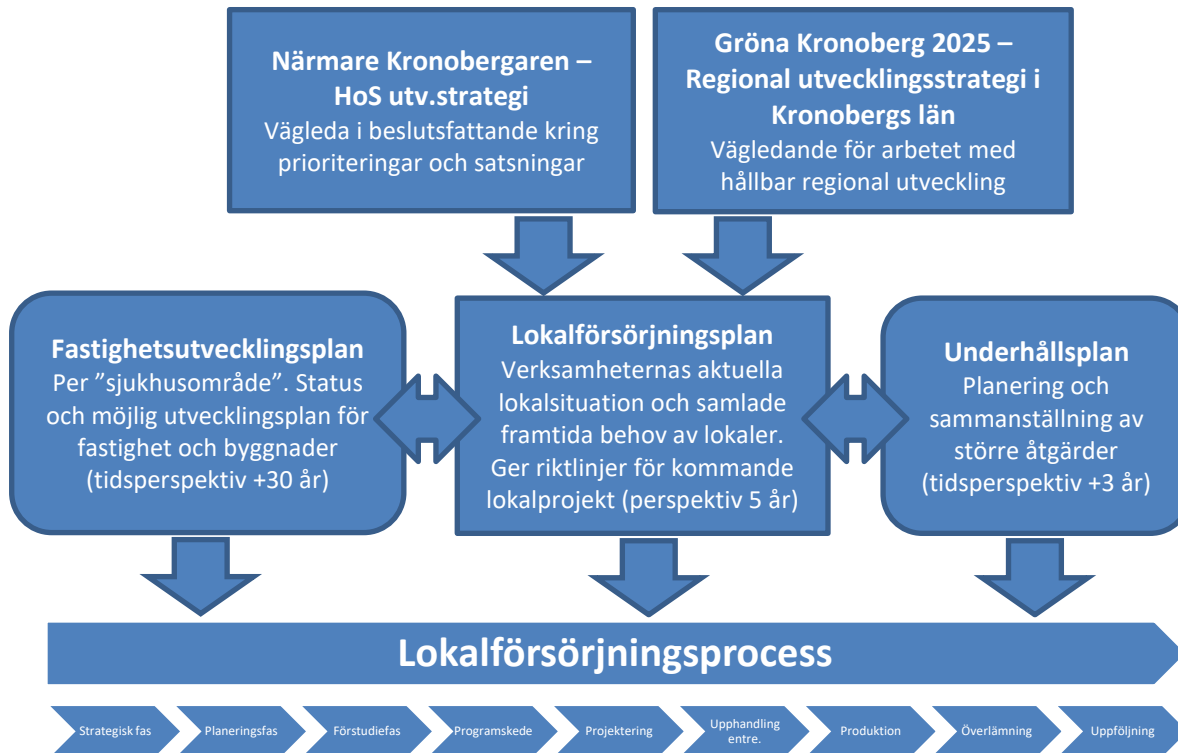 Närmare Kronobergaren –
HoS utv.strategi
Vägleda i beslutsfattande kring
prioriteringar och satsningar
Gröna Kronoberg 2025 –
Regional utvecklingsstrategi i
Kronobergs län
Vägledande för arbetet med
hållbar regional utveckling
Fastighetsutvecklingsplan
Per ”sjukhusområde”. Status
och möjlig utvecklingsplan för
fastighet och byggnader
(tidsperspektiv +30 år)
Lokalförsörjningsplan
Verksamheternas aktuella
lokalsituation och samlade
framtida behov av lokaler.
Ger riktlinjer för kommande
lokalprojekt (perspektiv 5 år)
Underhållsplan
Planering och
sammanställning av
större åtgärder
(tidsperspektiv +3 år)
Lokalförsörjningsprocess
Strategisk fas
Planeringsfas
Förstudiefas
Programskede
Projektering
Upphandling
entre.
Produktion
Överlämning
Uppföljning